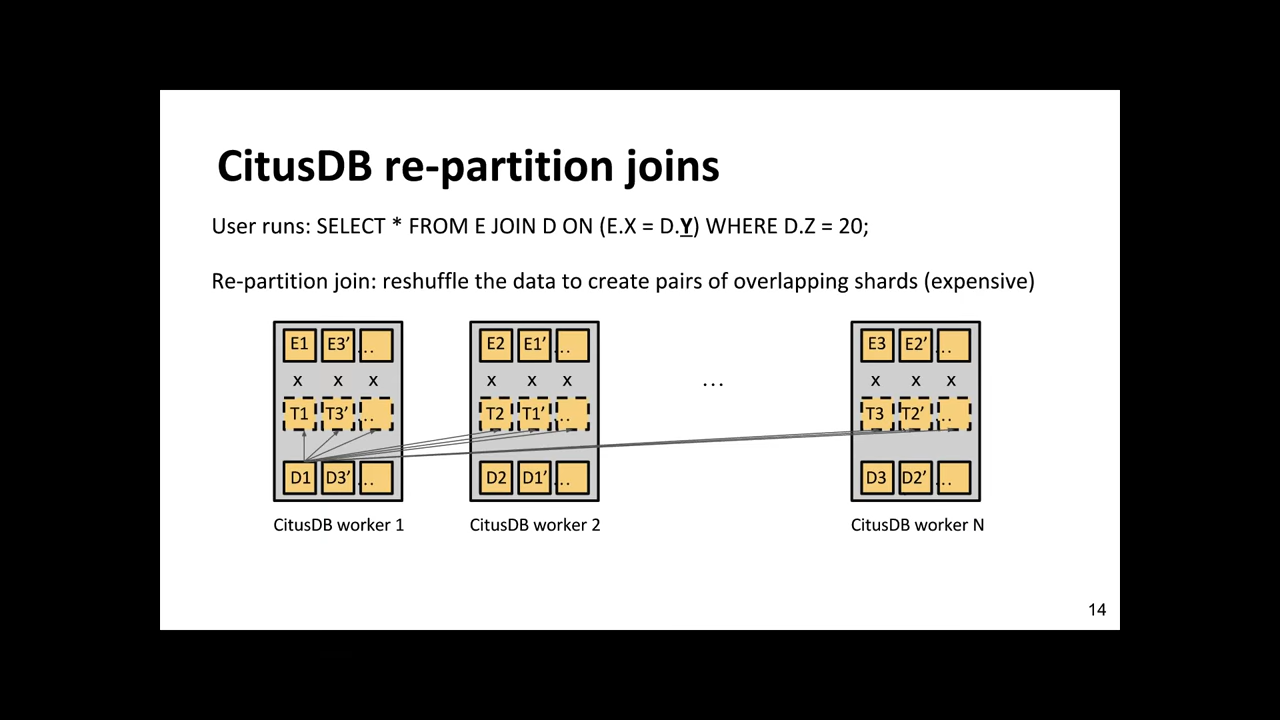 CitusDB re-partition joins
User runs: SELECT * FROM E JOIN D ON (E.X = D.Y) WHERE D.Z = 20;
Re-partition join: reshuffle the data to create pairs of overlapping shards (expensive)
E1 E3’ .. E2 E1’ .. E3 E2’ ..
x x x x x x ... x x x
T1 T3’ .. T2 T1’ .. T3 T2’ ..
D1 D3’ .. D2 D1’ .. D3 D2’ ..
CitusDB worker 1 CitusDB worker 2 CitusDB worker N
14